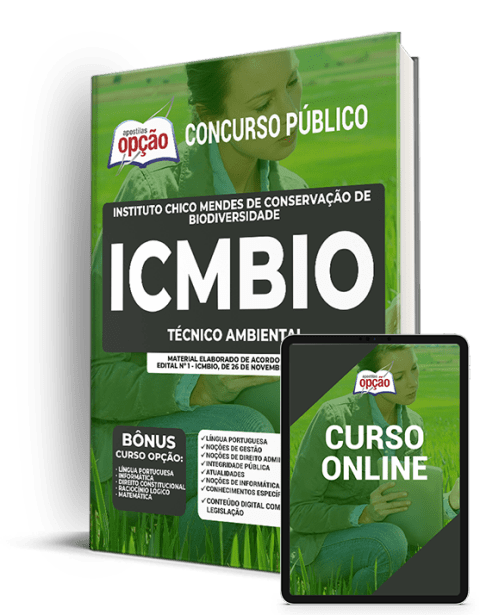 apostilas
opção
CONCURSO PÚBLICO
INSTITUTO CHICO MENDES DE CONSERVAÇÃO DE
BIODIVERSIDADE
ICMBIO
TÉCNICO AMBIENTAL
MATERIAL ELABORADO DE ACORDO
EDITAL Nº 1 - ICMBIO, DE 26 DE NOVEMB
BÔNUS
CURSO OPÇÃO:
• LÍNGUA PORTUGUESA
• INFORMÁTICA
• DIREITO CONSTITUCIONAL
• RACIOCÍNIO LÓGICO
• MATEMÁTICA
✓ LÍNGUA PORTUGUESA
✓ NOÇÕES DE GESTÃO
✓ NOÇÕES DE DIREITO ADMI
✓ INTEGRIDADE PÚBLICA
✓ ATUALIDADES
✓ NOÇÕES DE INFORMÁTICA
✓ CONHECIMENTOS ESPECÍF
✓ CONTEÚDO DIGITAL COM
LEGISLAÇÃO
apostilas
opção
CURSO
ONLINE